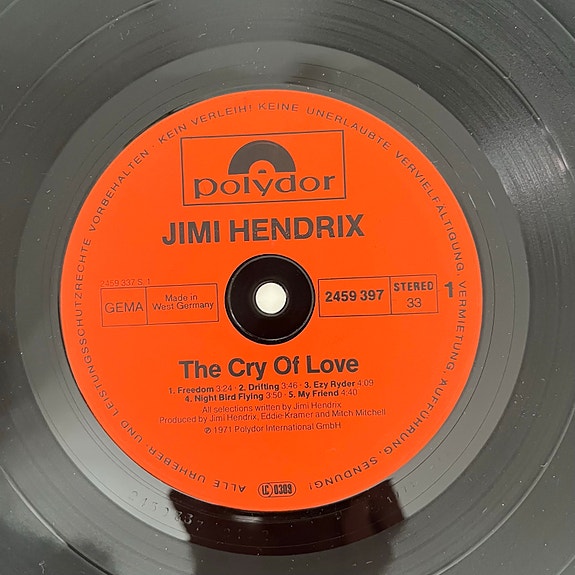 ALLE URHEBER- UND LEISTUNGSSCHUTZRECHTE VORBEHALTEN · KEIN VERLEIH! KEINE UNERLAUBTE VERVIELFÄLTIGUNG, VERMIETUNG, AUFFÜHRUNG, SENDUNG!
polydor
JIMI HENDRIX
2459 337 S 1
GEMA Made in
West Germany
2459 397 STEREO
33
1
The Cry Of Love
1. Freedom 3:24 · 2. Drifting 3:46 · 3. Ezy Ryder 4:09
4. Night Bird Flying 3:50 · 5. My Friend 4:40
All selections written by Jimi Hendrix
Produced by Jimi Hendrix, Eddie Kramer and Mitch Mitchell
℗ 1971 Polydor International GmbH
LC 0309